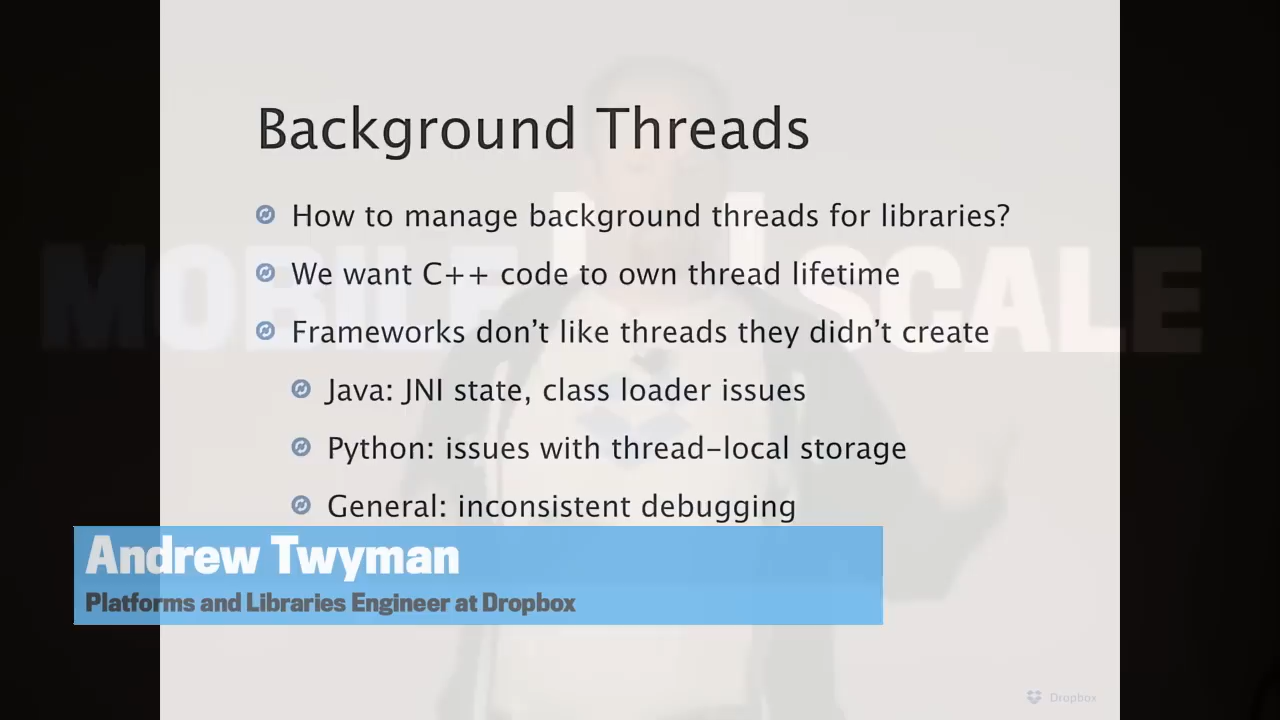 Background Threads
How to manage background threads for libraries?
We want C++ code to own thread lifetime
Frameworks don't like threads they didn't create
MOBILE @ SCALE
Java: JNI state, class loader issues
Python: issues with thread-local storage
General: inconsistent debugging
Andrew Twyman
Platforms and Libraries Engineer at Dropbox
Dropbox